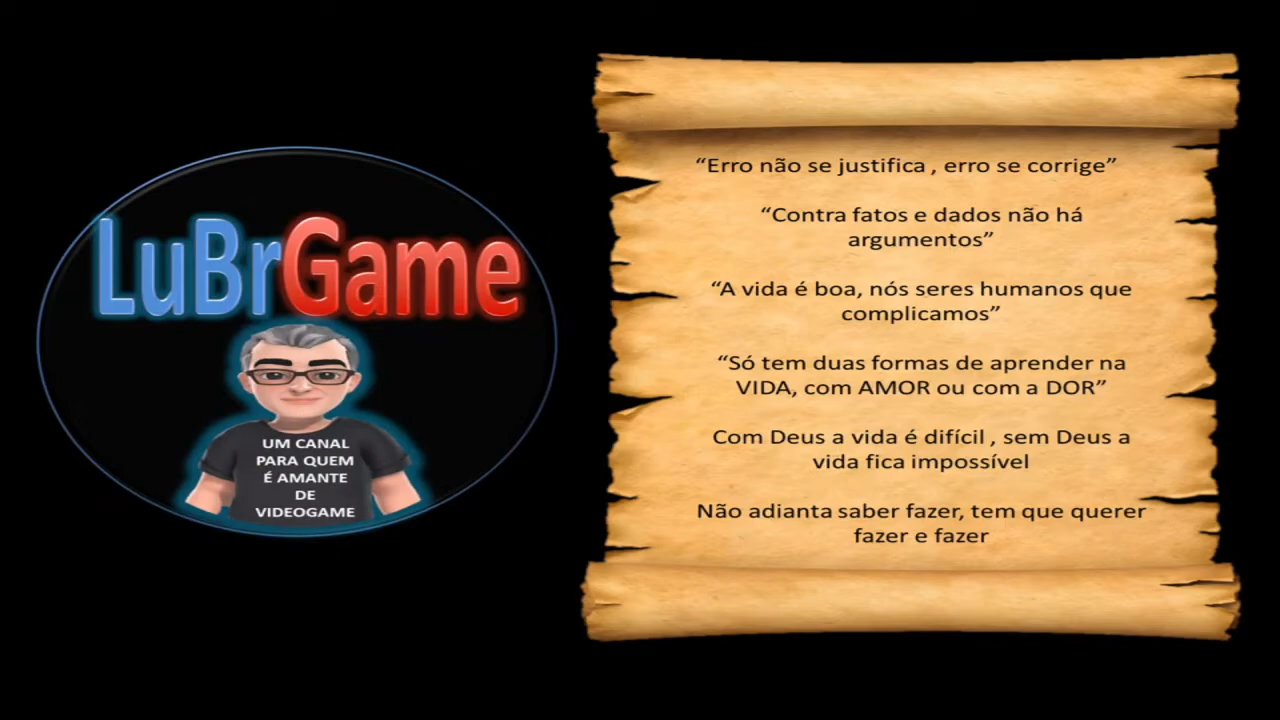 LuBrGame
UM CANAL
PARA QUEM
É AMANTE
DE
VIDEOGAME
“Erro não se justifica , erro se corrige”
“Contra fatos e dados não há
argumentos”
“A vida é boa, nós seres humanos que
complicamos”
“Só tem duas formas de aprender na
VIDA, com AMOR ou com a DOR”
Com Deus a vida é difícil , sem Deus a
vida fica impossível
Não adianta saber fazer, tem que querer
fazer e fazer